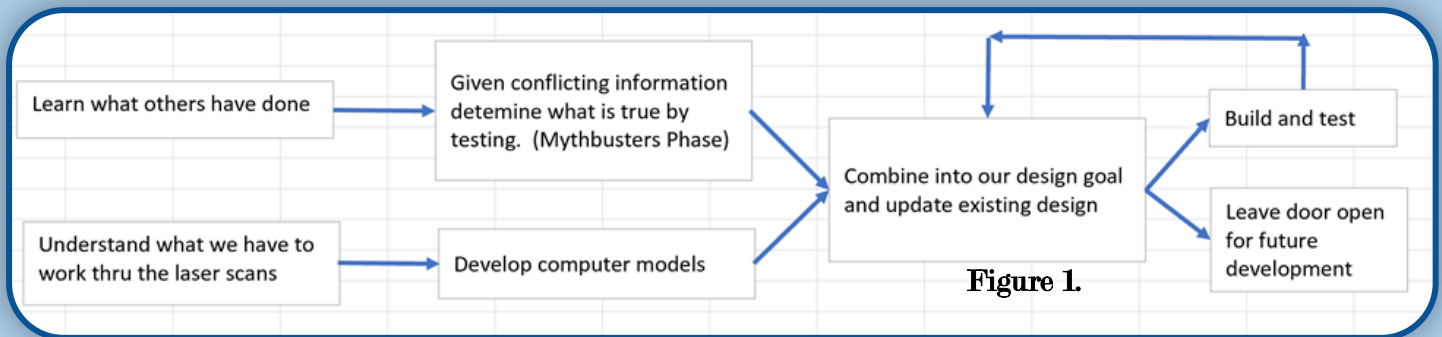 Learn what others have done
Given conflicting information
detemine what is true by
testing.  (Mythbusters Phase)
Understand what we have to
work thru the laser scans
Develop computer models
Combine into our design goal
and update existing design
Build and test
Leave door open
for future
development
Figure 1.